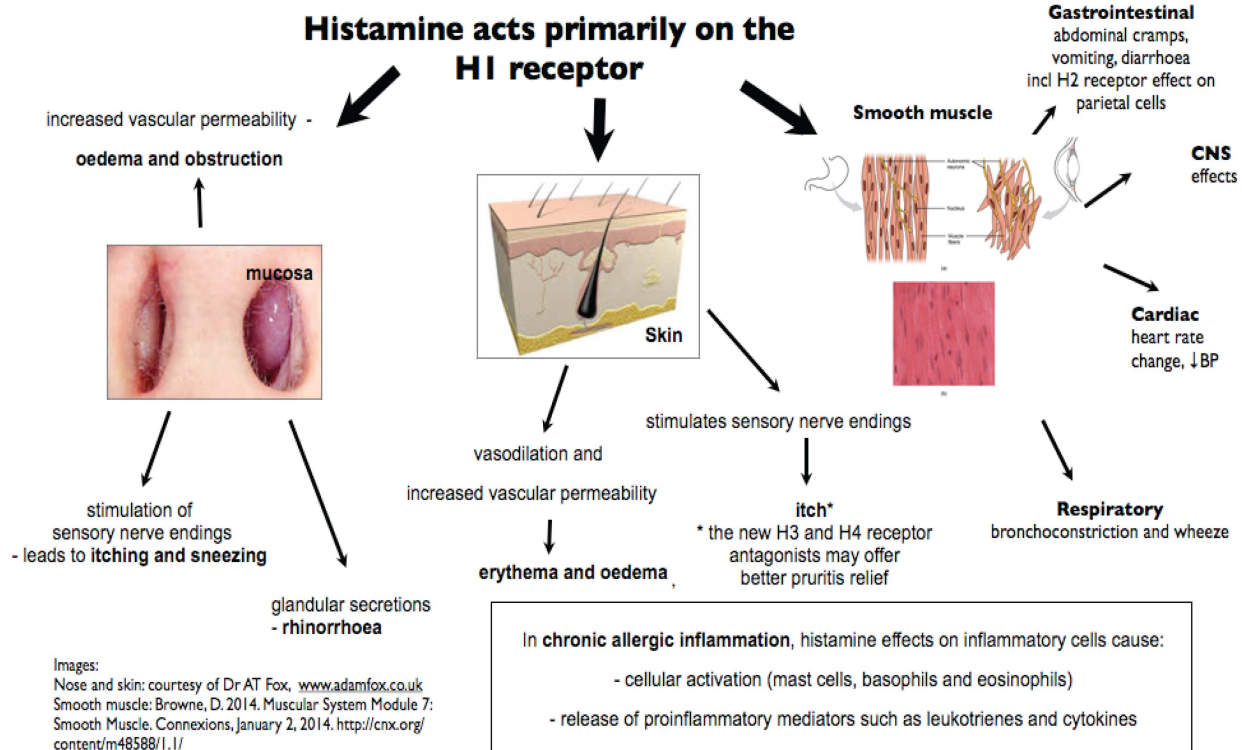 Histamine acts primarily on the
H1 receptor
increased vascular permeability -
oedema and obstruction
mucosa
stimulation of
sensory nerve endings
- leads to itching and sneezing
glandular secretions
- rhinorrhoea
Skin
vasodilation and
increased vascular permeability
erythema and oedema ,
stimulates sensory nerve endings
itch*
* the new H3 and H4 receptor
antagonists may offer
better pruritis relief
Smooth muscle
Autonomic
neurons
Nucleus
Muscle
fibers
(a)
(b)
Gastrointestinal
abdominal cramps,
vomiting, diarrhoea
incl H2 receptor effect on
parietal cells
CNS
effects
Cardiac
heart rate
change, ↓BP
Respiratory
bronchoconstriction and wheeze
In chronic allergic inflammation, histamine effects on inflammatory cells cause:
- cellular activation (mast cells, basophils and eosinophils)
- release of proinflammatory mediators such as leukotrienes and cytokines
Images:
Nose and skin: courtesy of Dr AT Fox, www.adamfox.co.uk
Smooth muscle: Browne, D. 2014. Muscular System Module 7:
Smooth Muscle. Connexions, January 2, 2014. http://cnx.org/
content/m48588/1.1/